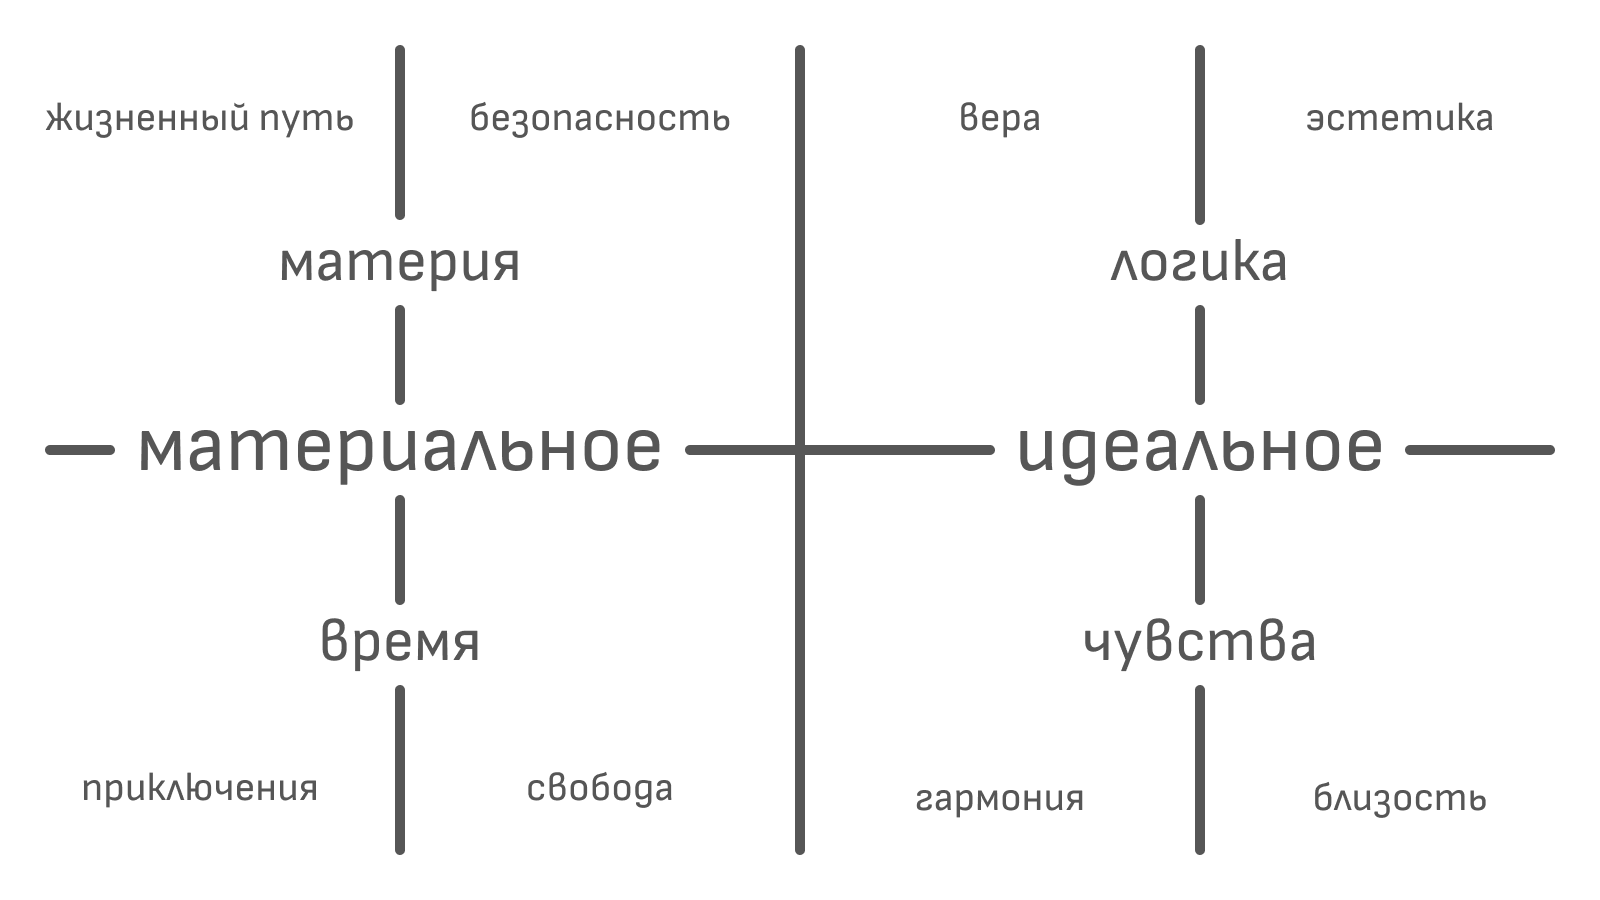 жизненный путь
безопасность
вера
эстетика
материя
логика
материальное
идеальное
время
чувства
приключения
свобода
гармония
близость